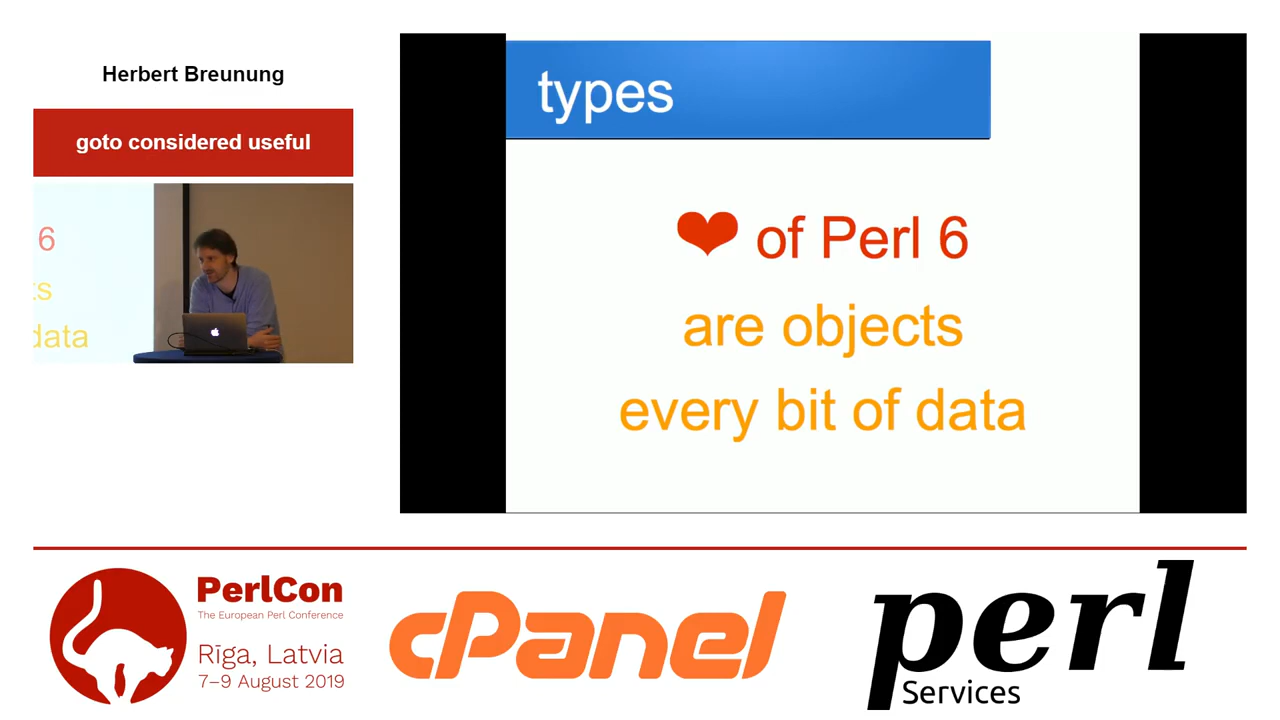 Herbert Breunung
goto considered useful
6
ts
data
types
❤ of Perl 6
are objects
every bit of data
PerlCon
The European Perl Conference
Rīga, Latvia
7–9 August 2019
cPanel
perl
Services